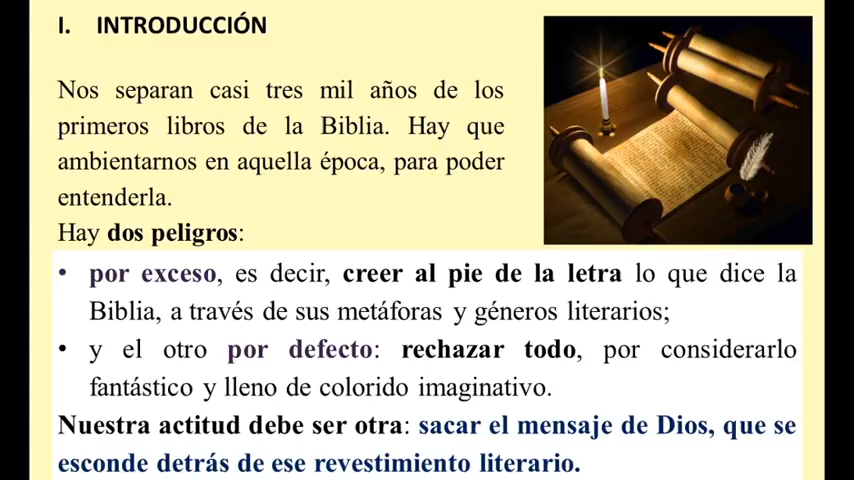 I. INTRODUCCIÓN
Nos separan casi tres mil años de los
primeros libros de la Biblia. Hay que
ambientarnos en aquella época, para poder
entenderla.
Hay dos peligros:
• por exceso, es decir, creer al pie de la letra lo que dice la
Biblia, a través de sus metáforas y géneros literarios;
• y el otro por defecto: rechazar todo, por considerarlo
fantástico y lleno de colorido imaginativo.
Nuestra actitud debe ser otra: sacar el mensaje de Dios, que se
esconde detrás de ese revestimiento literario.